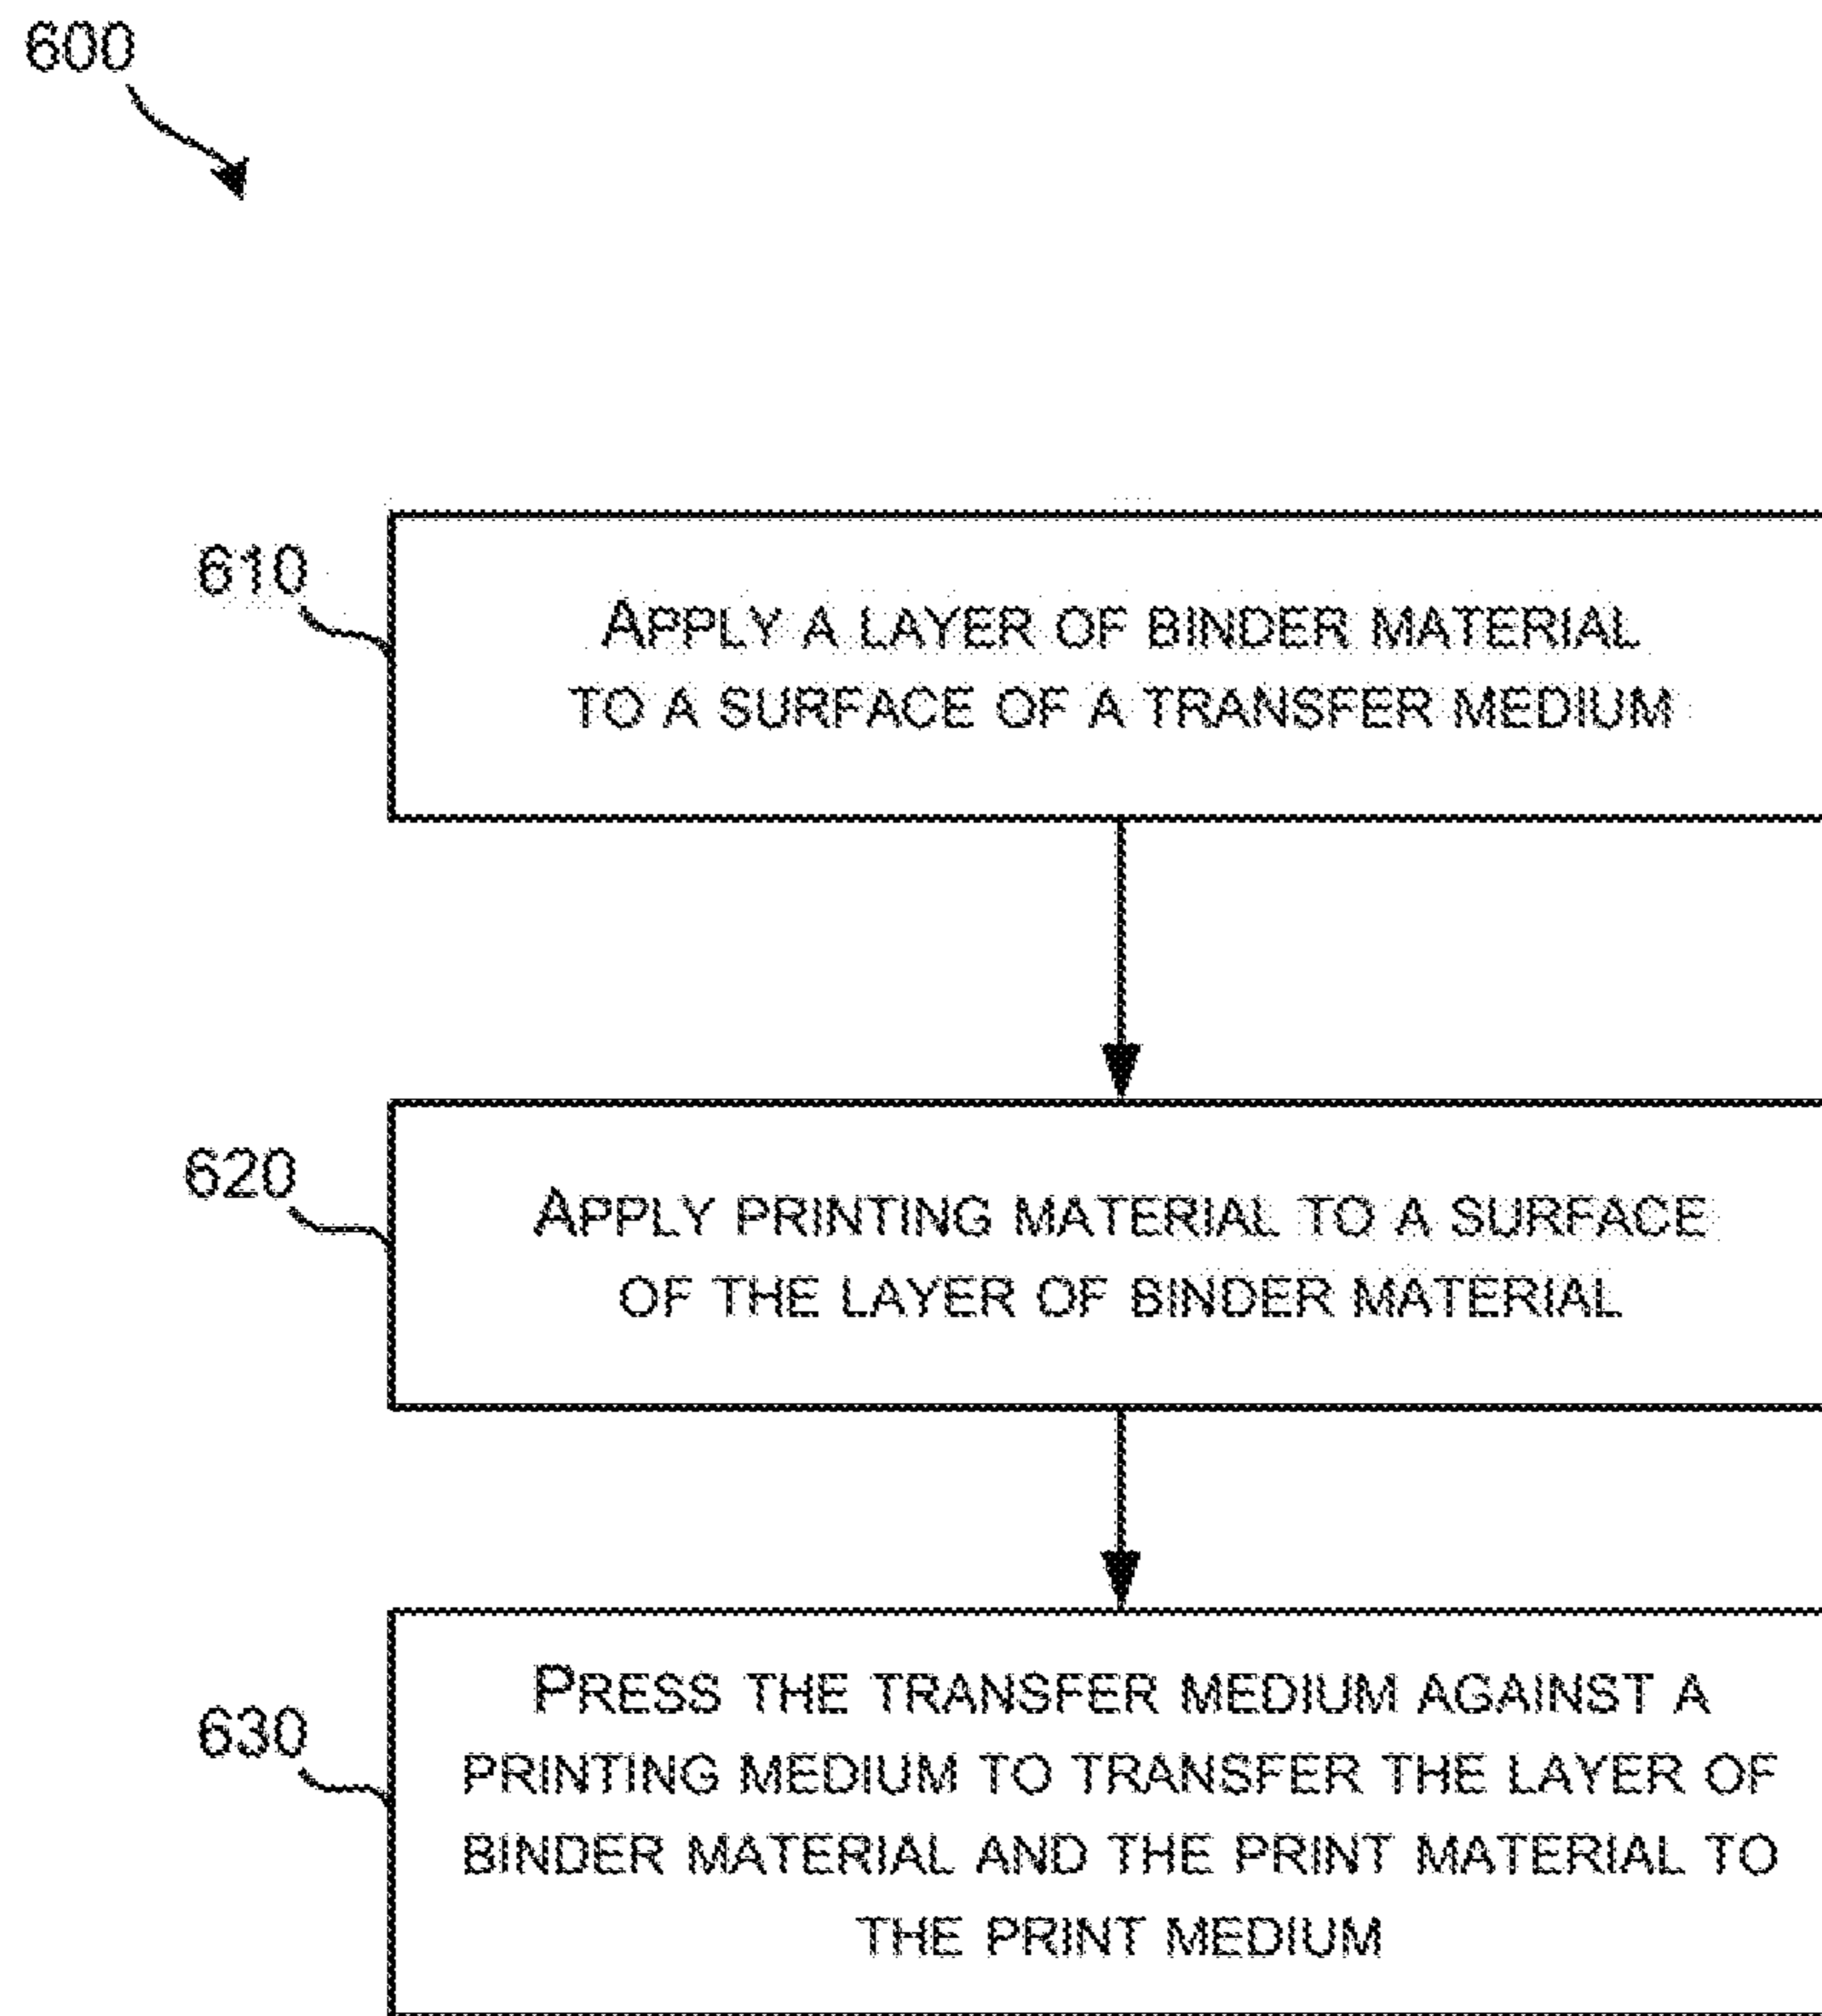 600
610
APPLY A LAYER OF BINDER MATERIAL
TO A SURFACE OF A TRANSFER MEDIUM
620
APPLY PRINTING MATERIAL TO A SURFACE
OF THE LAYER OF BINDER MATERIAL
630
PRESS THE TRANSFER MEDIUM AGAINST A
PRINTING MEDIUM TO TRANSFER THE LAYER OF
BINDER MATERIAL AND THE PRINT MATERIAL TO
THE PRINT MEDIUM